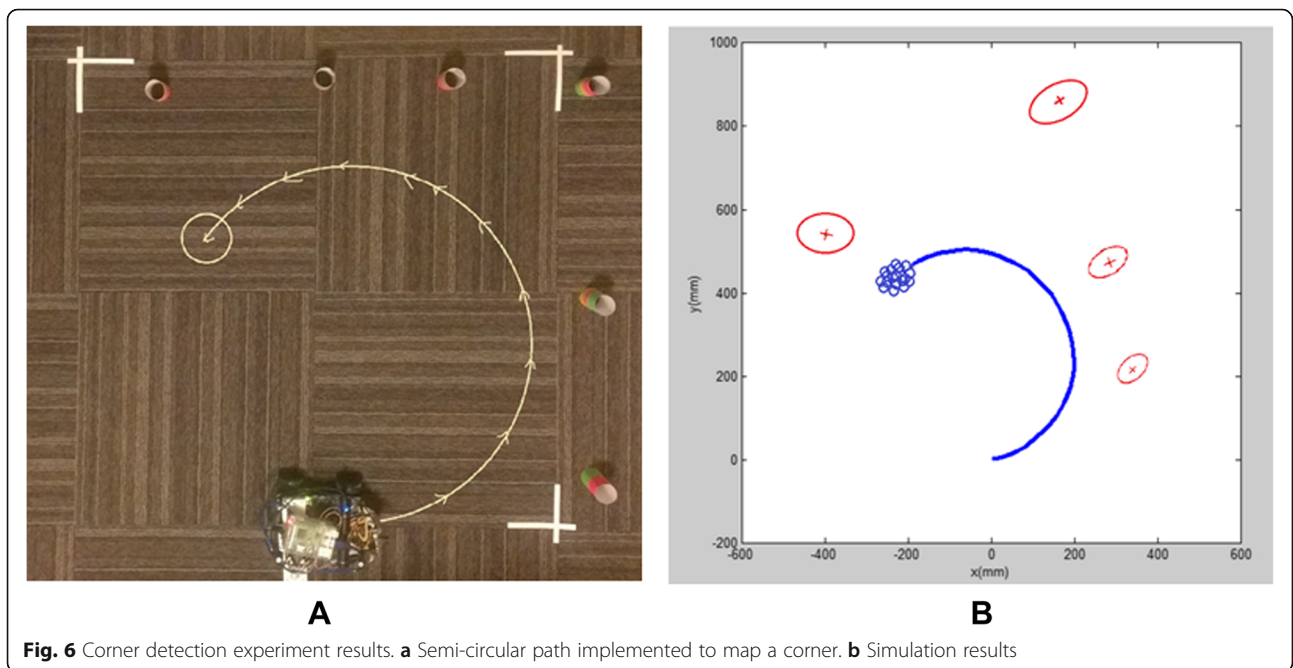 1000
800
600
400
200
0
-200
y(mm)
-600 -400 -200 0 200 400 600
x(mm)
A B
Fig. 6 Corner detection experiment results. a Semi-circular path implemented to map a corner. b Simulation results